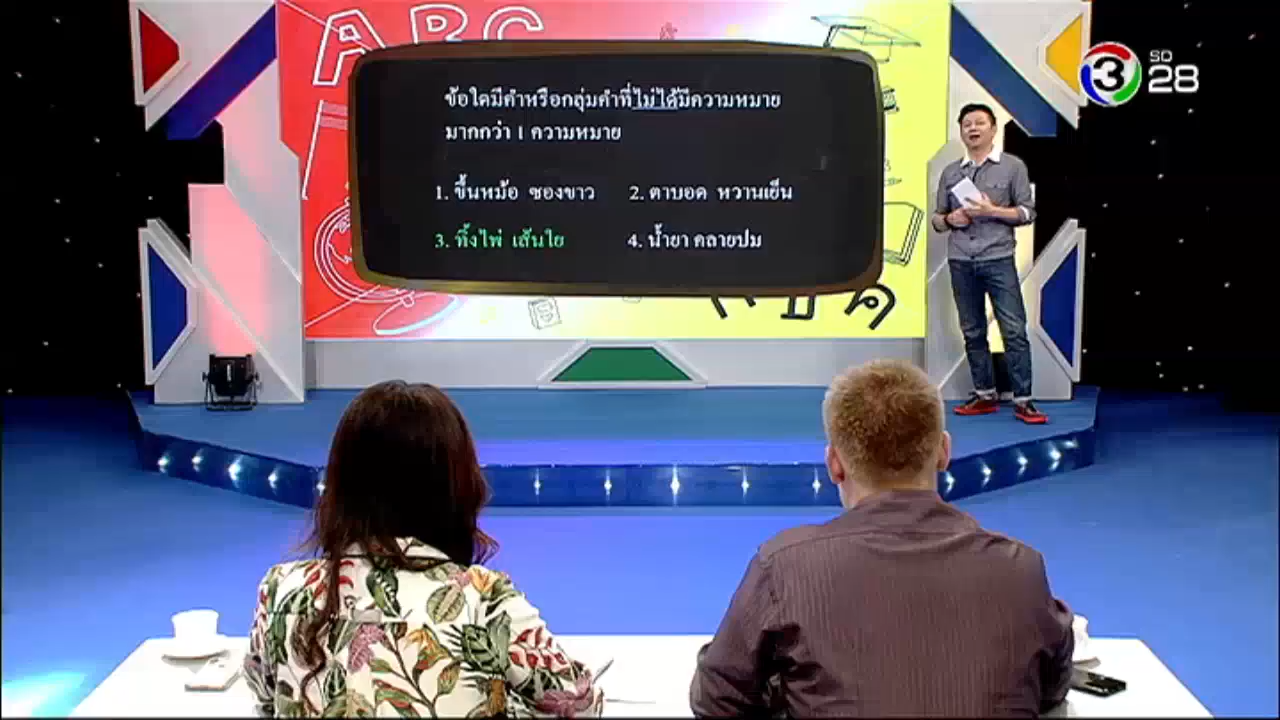 ABC
3 SD
28
ข้อใดมีคำหรือกลุ่มคำที่ไม่ได้มีความหมาย
มากกว่า 1 ความหมาย
1. ขึ้นหม้อ ซองขาว 2. ตาบอด หวานเย็น
3. ทิ้งไพ่ เส้นใย 4. น้ำยา คลายปม